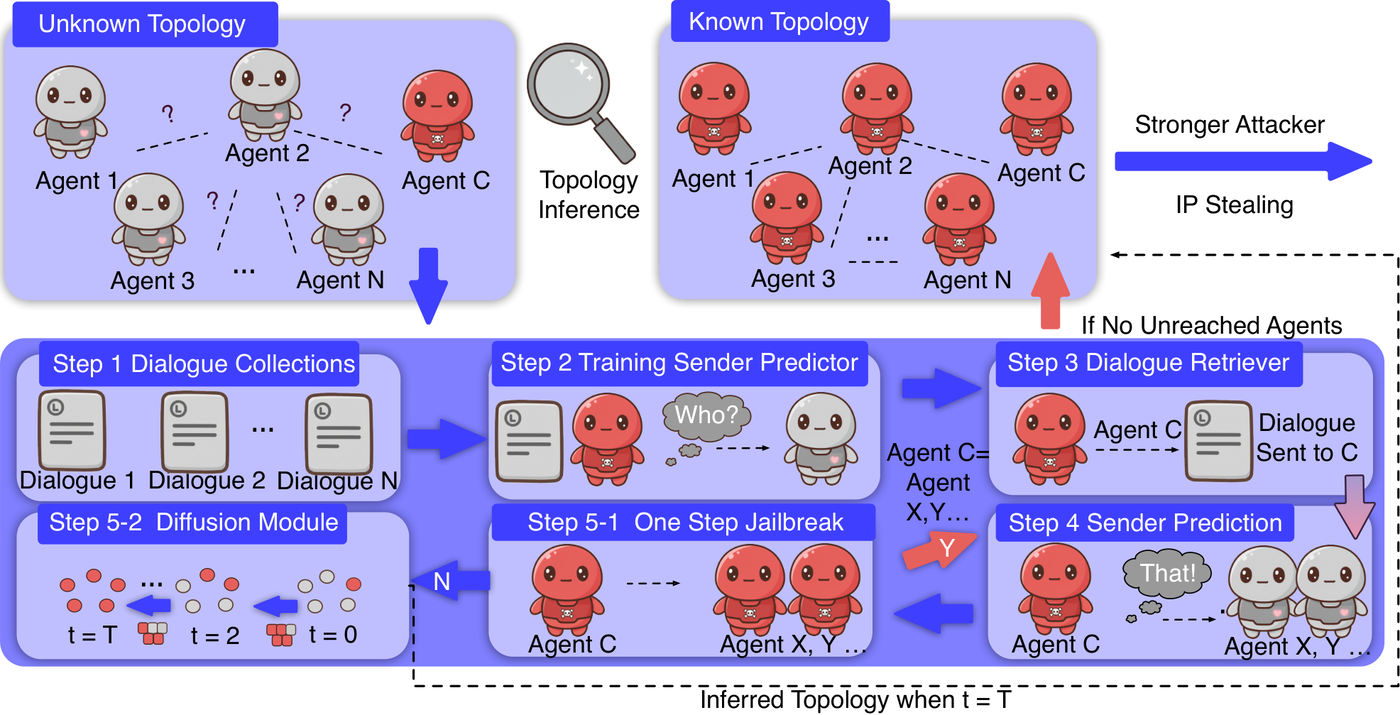 Unknown Topology
?
?
Agent 2
Agent 1
Agent C
?
?
...
Agent 3
Agent N
Topology
Inference
Known Topology
Agent 2
Agent 1
Agent C
...
Agent 3
Agent N
Stronger Attacker
IP Stealing
If No Unreached Agents
Step 1 Dialogue Collections
L
L
...
L
Dialogue 1
Dialogue 2
Dialogue N
Step 2 Training Sender Predictor
L
Who?
Step 3 Dialogue Retriever
Agent C
L
Dialogue
Sent to C
Agent C=
Agent
X,Y...
Y
Step 4 Sender Prediction
That!
Agent C
Agent X, Y ...
Step 5-1 One Step Jailbreak
Agent C
Agent X, Y ...
N
Step 5-2 Diffusion Module
...
t = T
t = 2
t = 0
Inferred Topology when t = T